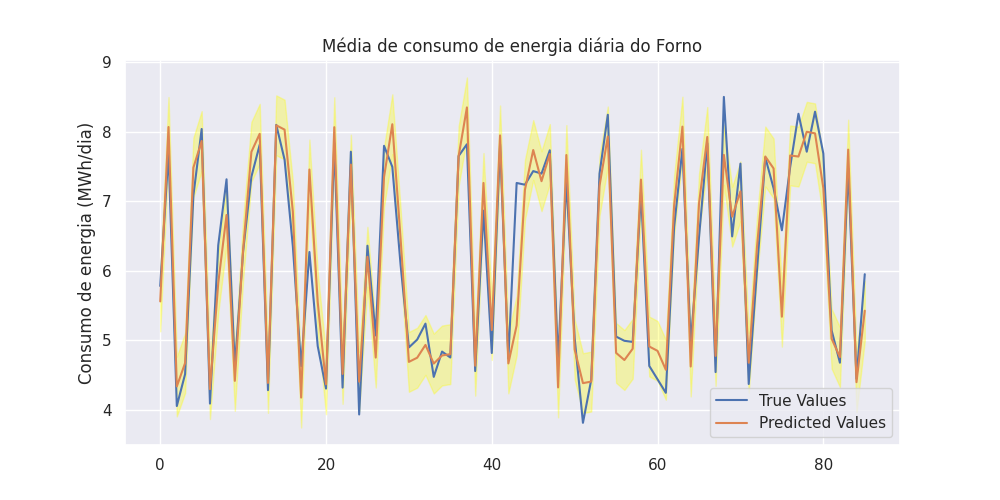 Média de consumo de energia diária do Forno
Consumo de energia (MWh/dia)
9
8
7
6
5
4
0
20
40
60
80
True Values
Predicted Values